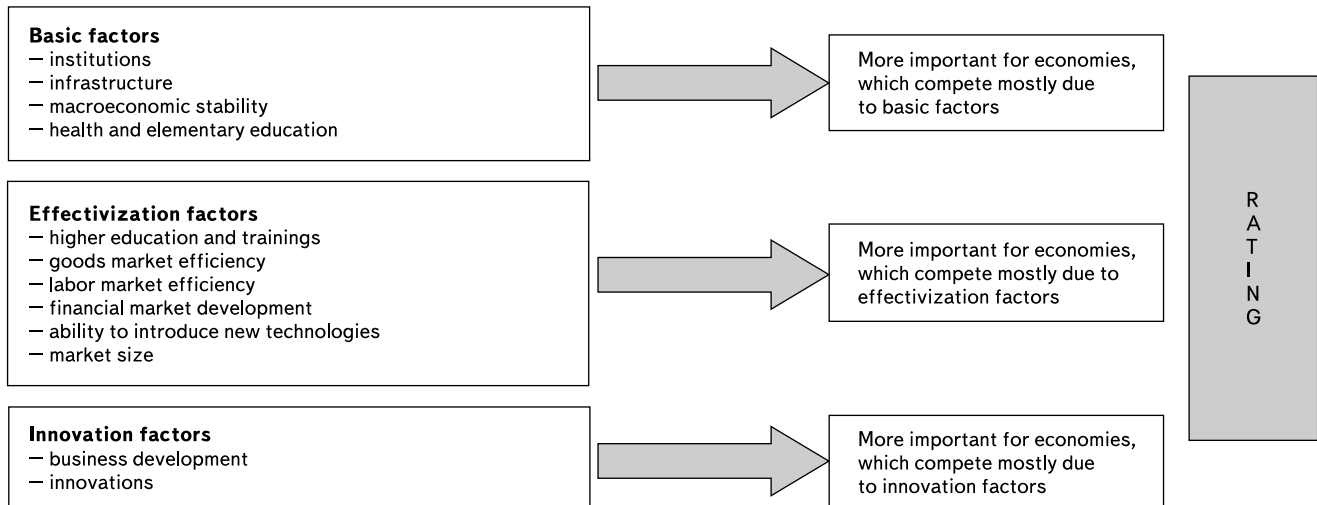 Basic factors
– institutions
– infrastructure
– macroeconomic stability
– health and elementary education
More important for economies,
which compete mostly due
to basic factors
Effectivization factors
– higher education and trainings
– goods market efficiency
– labor market efficiency
– financial market development
– ability to introduce new technologies
– market size
More important for economies,
which compete mostly due to
effectivization factors
Innovation factors
– business development
– innovations
More important for economies,
which compete mostly due
to innovation factors
R
A
T
I
N
G